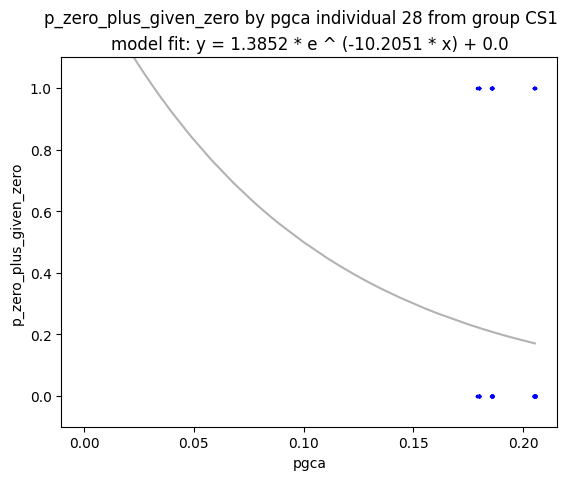 p_zero_plus_given_zero by pgca individual 28 from group CS1
model fit: y = 1.3852 * e ^ (-10.2051 * x) + 0.0
1.0
0.8
0.6
0.4
0.2
0.0
p_zero_plus_given_zero
0.00 0.05 0.10 0.15 0.20
pgca